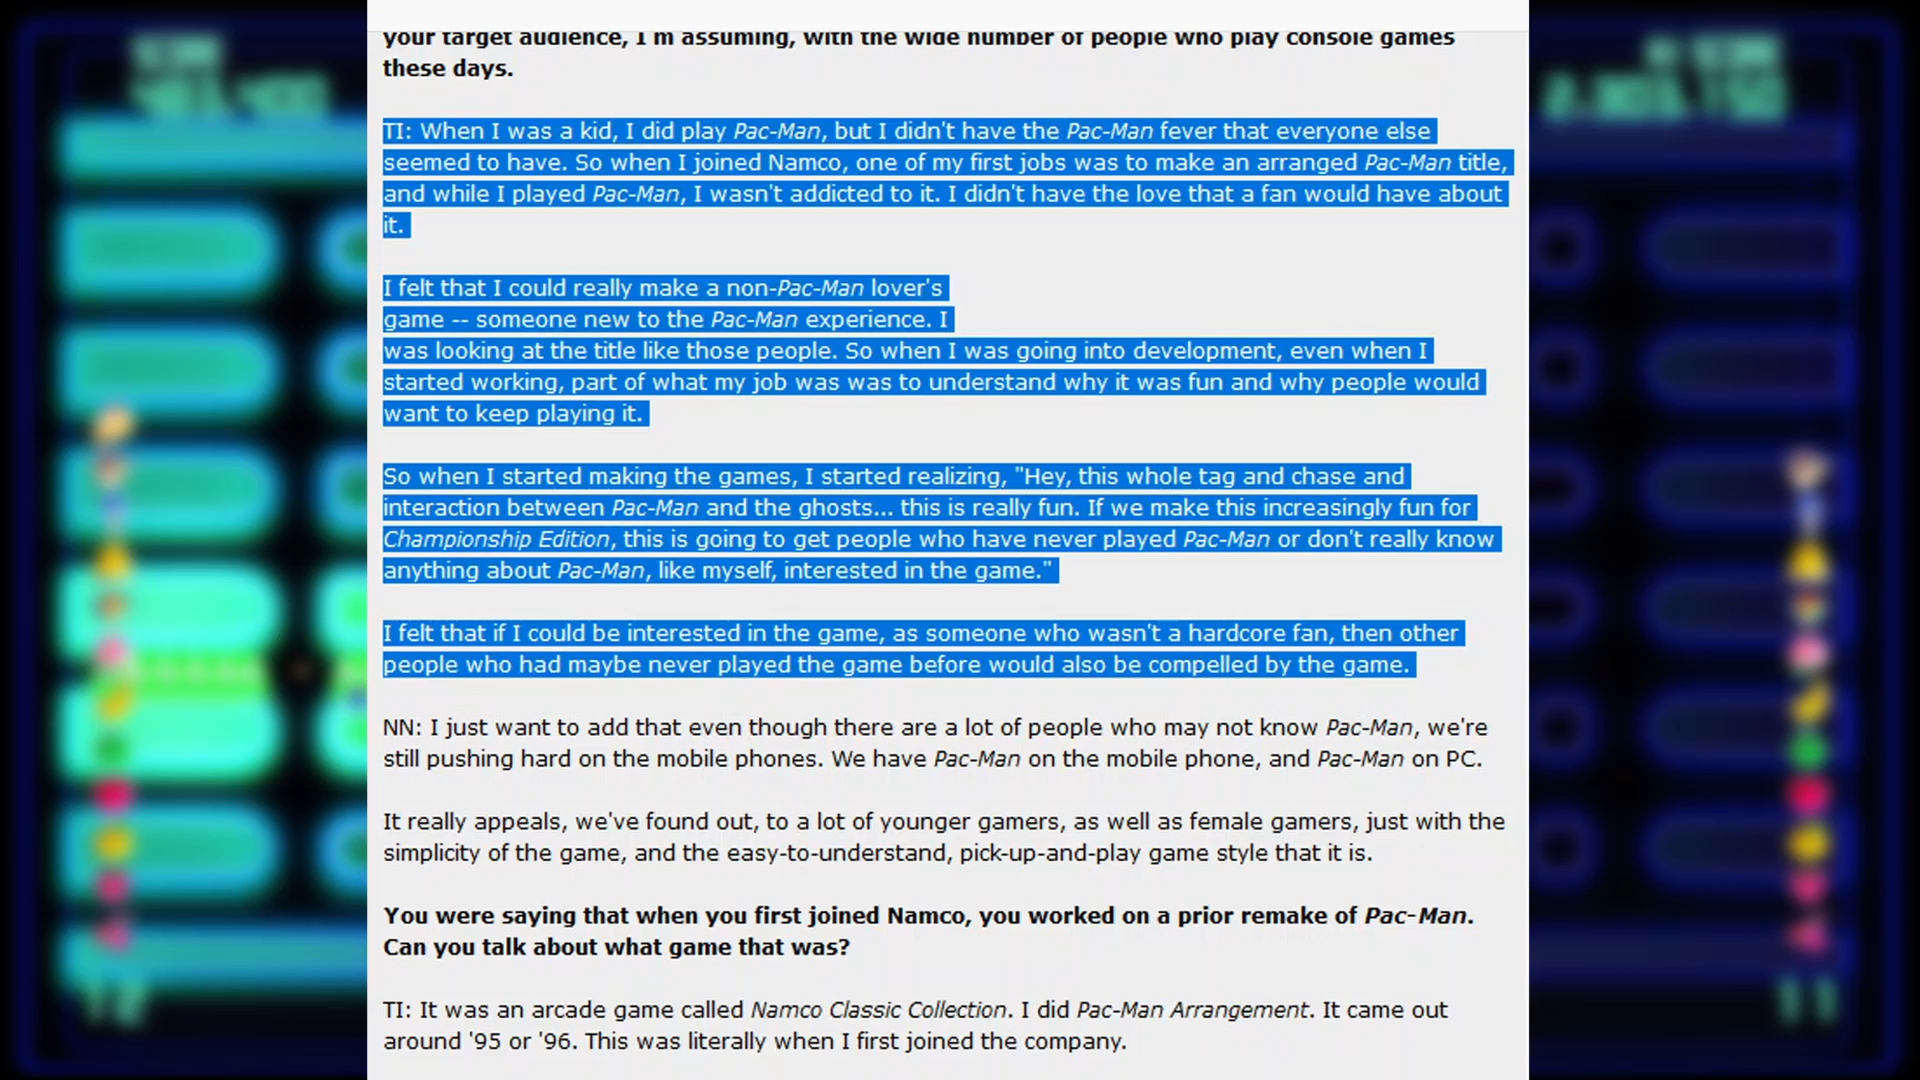 your target audience, I'm assuming, with the wide number of people who play console games
these days.
TI: When I was a kid, I did play Pac-Man, but I didn't have the Pac-Man fever that everyone else
seemed to have. So when I joined Namco, one of my first jobs was to make an arranged Pac-Man title,
and while I played Pac-Man, I wasn't addicted to it. I didn't have the love that a fan would have about
it.
I felt that I could really make a non-Pac-Man lover's
game -- someone new to the Pac-Man experience. I
was looking at the title like those people. So when I was going into development, even when I
started working, part of what my job was was to understand why it was fun and why people would
want to keep playing it.
So when I started making the games, I started realizing, "Hey, this whole tag and chase and
interaction between Pac-Man and the ghosts... this is really fun. If we make this increasingly fun for
Championship Edition, this is going to get people who have never played Pac-Man or don't really know
anything about Pac-Man, like myself, interested in the game."
I felt that if I could be interested in the game, as someone who wasn't a hardcore fan, then other
people who had maybe never played the game before would also be compelled by the game.
NN: I just want to add that even though there are a lot of people who may not know Pac-Man, we're
still pushing hard on the mobile phones. We have Pac-Man on the mobile phone, and Pac-Man on PC.
It really appeals, we've found out, to a lot of younger gamers, as well as female gamers, just with the
simplicity of the game, and the easy-to-understand, pick-up-and-play game style that it is.
You were saying that when you first joined Namco, you worked on a prior remake of Pac-Man.
Can you talk about what game that was?
TI: It was an arcade game called Namco Classic Collection. I did Pac-Man Arrangement. It came out
around '95 or '96. This was literally when I first joined the company.
12
11